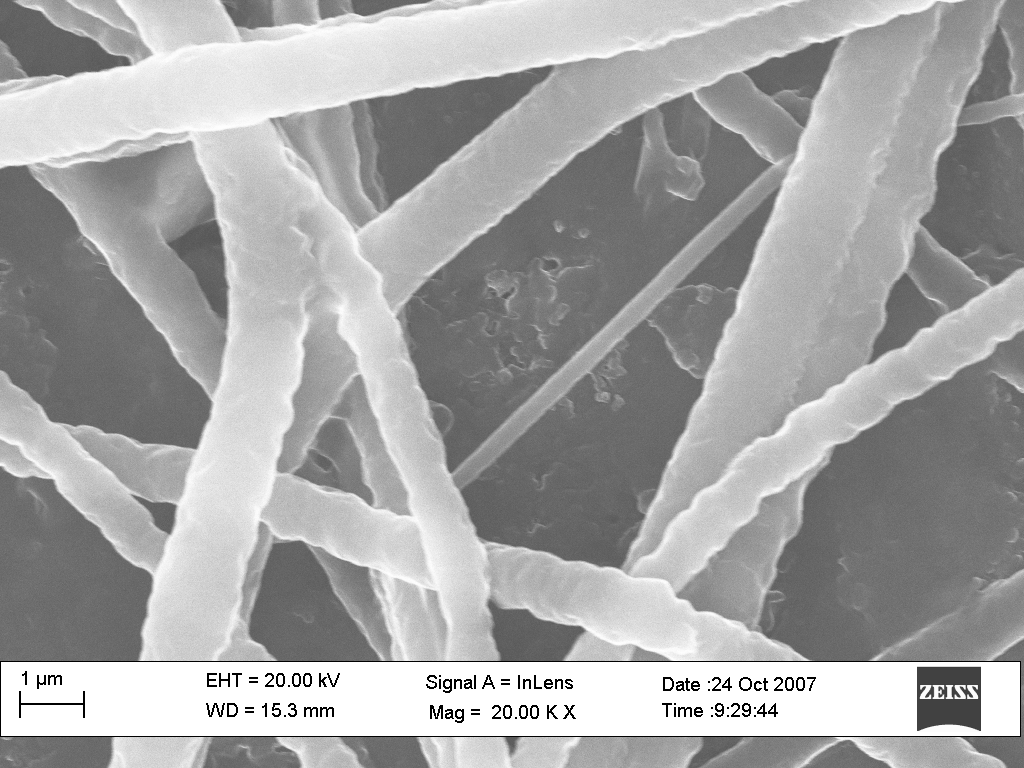 1 µm
EHT = 20.00 kV
WD = 15.3 mm
Signal A = InLens
Mag = 20.00 K X
Date :24 Oct 2007
Time :9:29:44
ZEISS